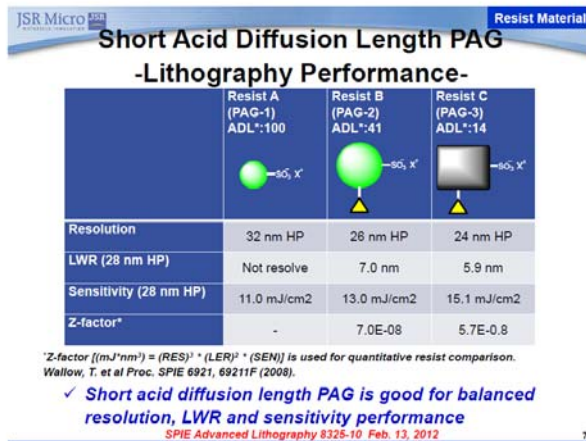 JSR Micro JSR
Resist Material
Short Acid Diffusion Length PAG
-Lithography Performance-
Resist A (PAG-1) ADL*:100
Resist B (PAG-2) ADL*:41
Resist C (PAG-3) ADL*:14
SO₃⁻ X⁺
SO₃⁻ X⁺
SO₃⁻ X⁺
Resolution 32 nm HP 26 nm HP 24 nm HP
LWR (28 nm HP) Not resolve 7.0 nm 5.9 nm
Sensitivity (28 nm HP) 11.0 mJ/cm2 13.0 mJ/cm2 15.1 mJ/cm2
Z-factor* - 7.0E-08 5.7E-0.8
*Z-factor [(mJ*nm³) = (RES)³ * (LER)² * (SEN)] is used for quantitative resist comparison.
Wallow, T. et al Proc. SPIE 6921, 69211F (2008).
✓ Short acid diffusion length PAG is good for balanced
resolution, LWR and sensitivity performance
SPIE Advanced Lithography 8325-10 Feb. 13, 2012